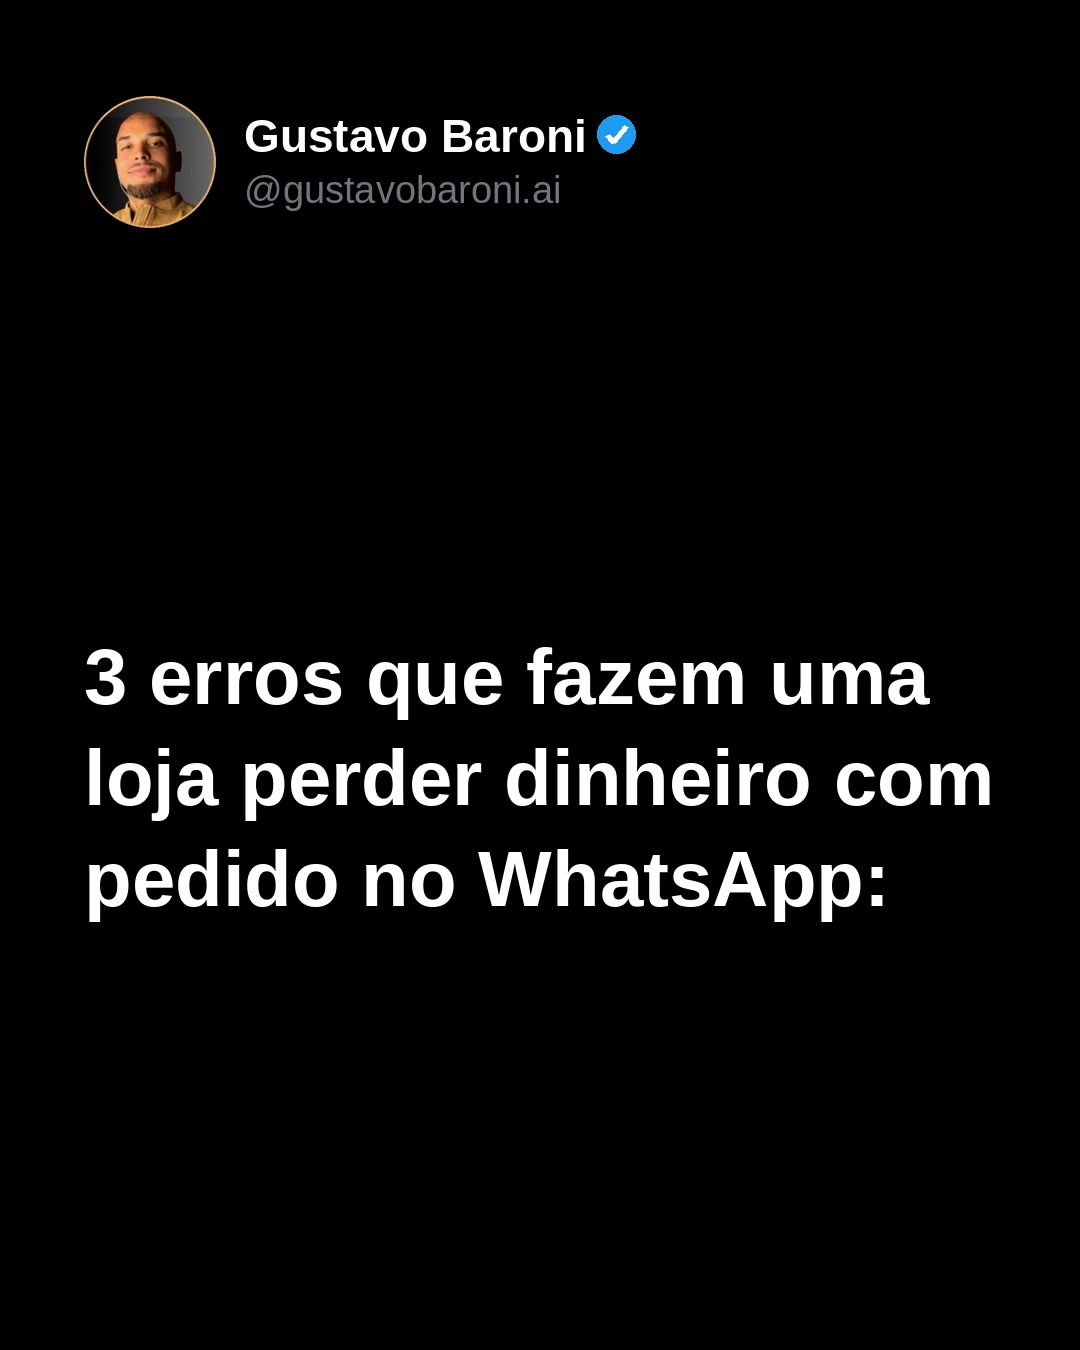 Gustavo Baroni
@gustavobaroni.ai
3 erros que fazem uma
loja perder dinheiro com
pedido no WhatsApp: